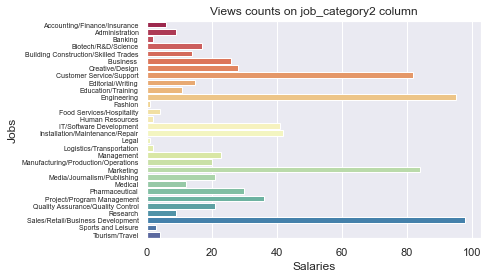 Views counts on job_category2 column
Accounting/Finance/Insurance
Administration
Banking
Biotech/R&D/Science
Building Construction/Skilled Trades
Business
Creative/Design
Customer Service/Support
Editorial/Writing
Education/Training
Engineering
Fashion
Food Services/Hospitality
Human Resources
IT/Software Development
Installation/Maintenance/Repair
Legal
Logistics/Transportation
Management
Manufacturing/Production/Operations
Marketing
Media/Journalism/Publishing
Medical
Pharmaceutical
Project/Program Management
Quality Assurance/Quality Control
Research
Sales/Retail/Business Development
Sports and Leisure
Tourism/Travel
Jobs
0 20 40 60 80 100
Salaries